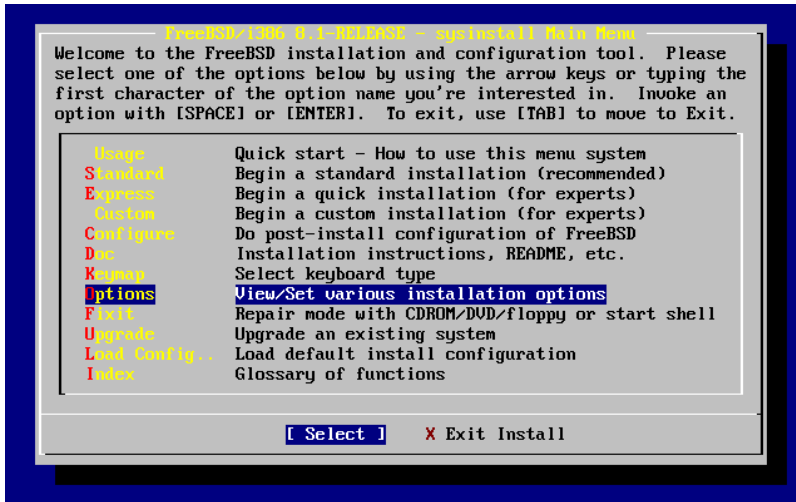 FreeBSD/i386 8.1-RELEASE - sysinstall Main Menu
Welcome to the FreeBSD installation and configuration tool.  Please
select one of the options below by using the arrow keys or typing the
first character of the option name you're interested in.  Invoke an
option with [SPACE] or [ENTER].  To exit, use [TAB] to move to Exit.
Usage Quick start - How to use this menu system
Standard Begin a standard installation (recommended)
Express Begin a quick installation (for experts)
Custom Begin a custom installation (for experts)
Configure Do post-install configuration of FreeBSD
Doc Installation instructions, README, etc.
Keymap Select keyboard type
Options View/Set various installation options
Fixit Repair mode with CDROM/DVD/floppy or start shell
Upgrade Upgrade an existing system
Load Config.. Load default install configuration
Index Glossary of functions
[ Select ] X Exit Install